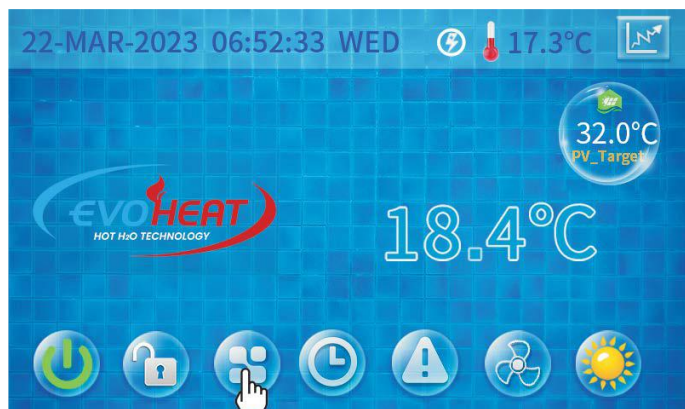 22-MAR-2023 06:52:33 WED 17.3°C
32.0°C
PV_Target
EVOHEAT
HOT H2O TECHNOLOGY
18.4°C